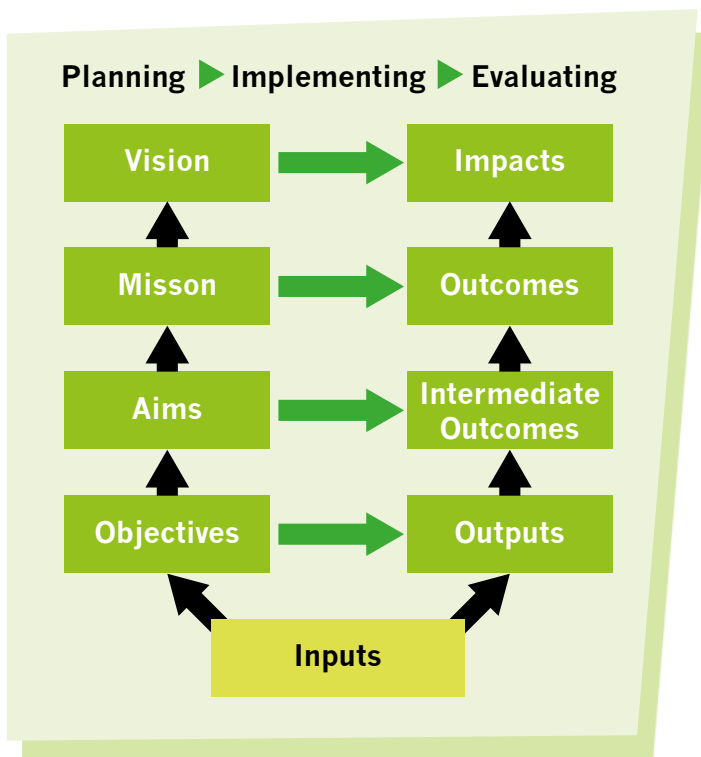 Planning Implementing Evaluating
Vision
Impacts
Misson
Outcomes
Aims
Intermediate
Outcomes
Objectives
Outputs
Inputs